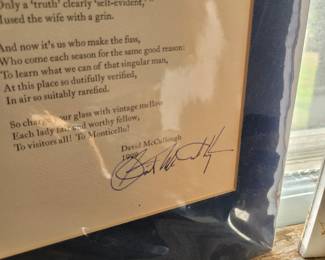 Only a 'truth' clearly 'self-evident,'
Mused the wife with a grin.
And now it's us who make the fuss,
Who come each season for the same good reason:
To learn what we can of that singular man,
At this place so dutifully verified,
In air so suitably rarefied.
So charge your glass with vintage mellow
Each lady fair and worthy fellow,
To visitors all! To Monticello!
David McCullough